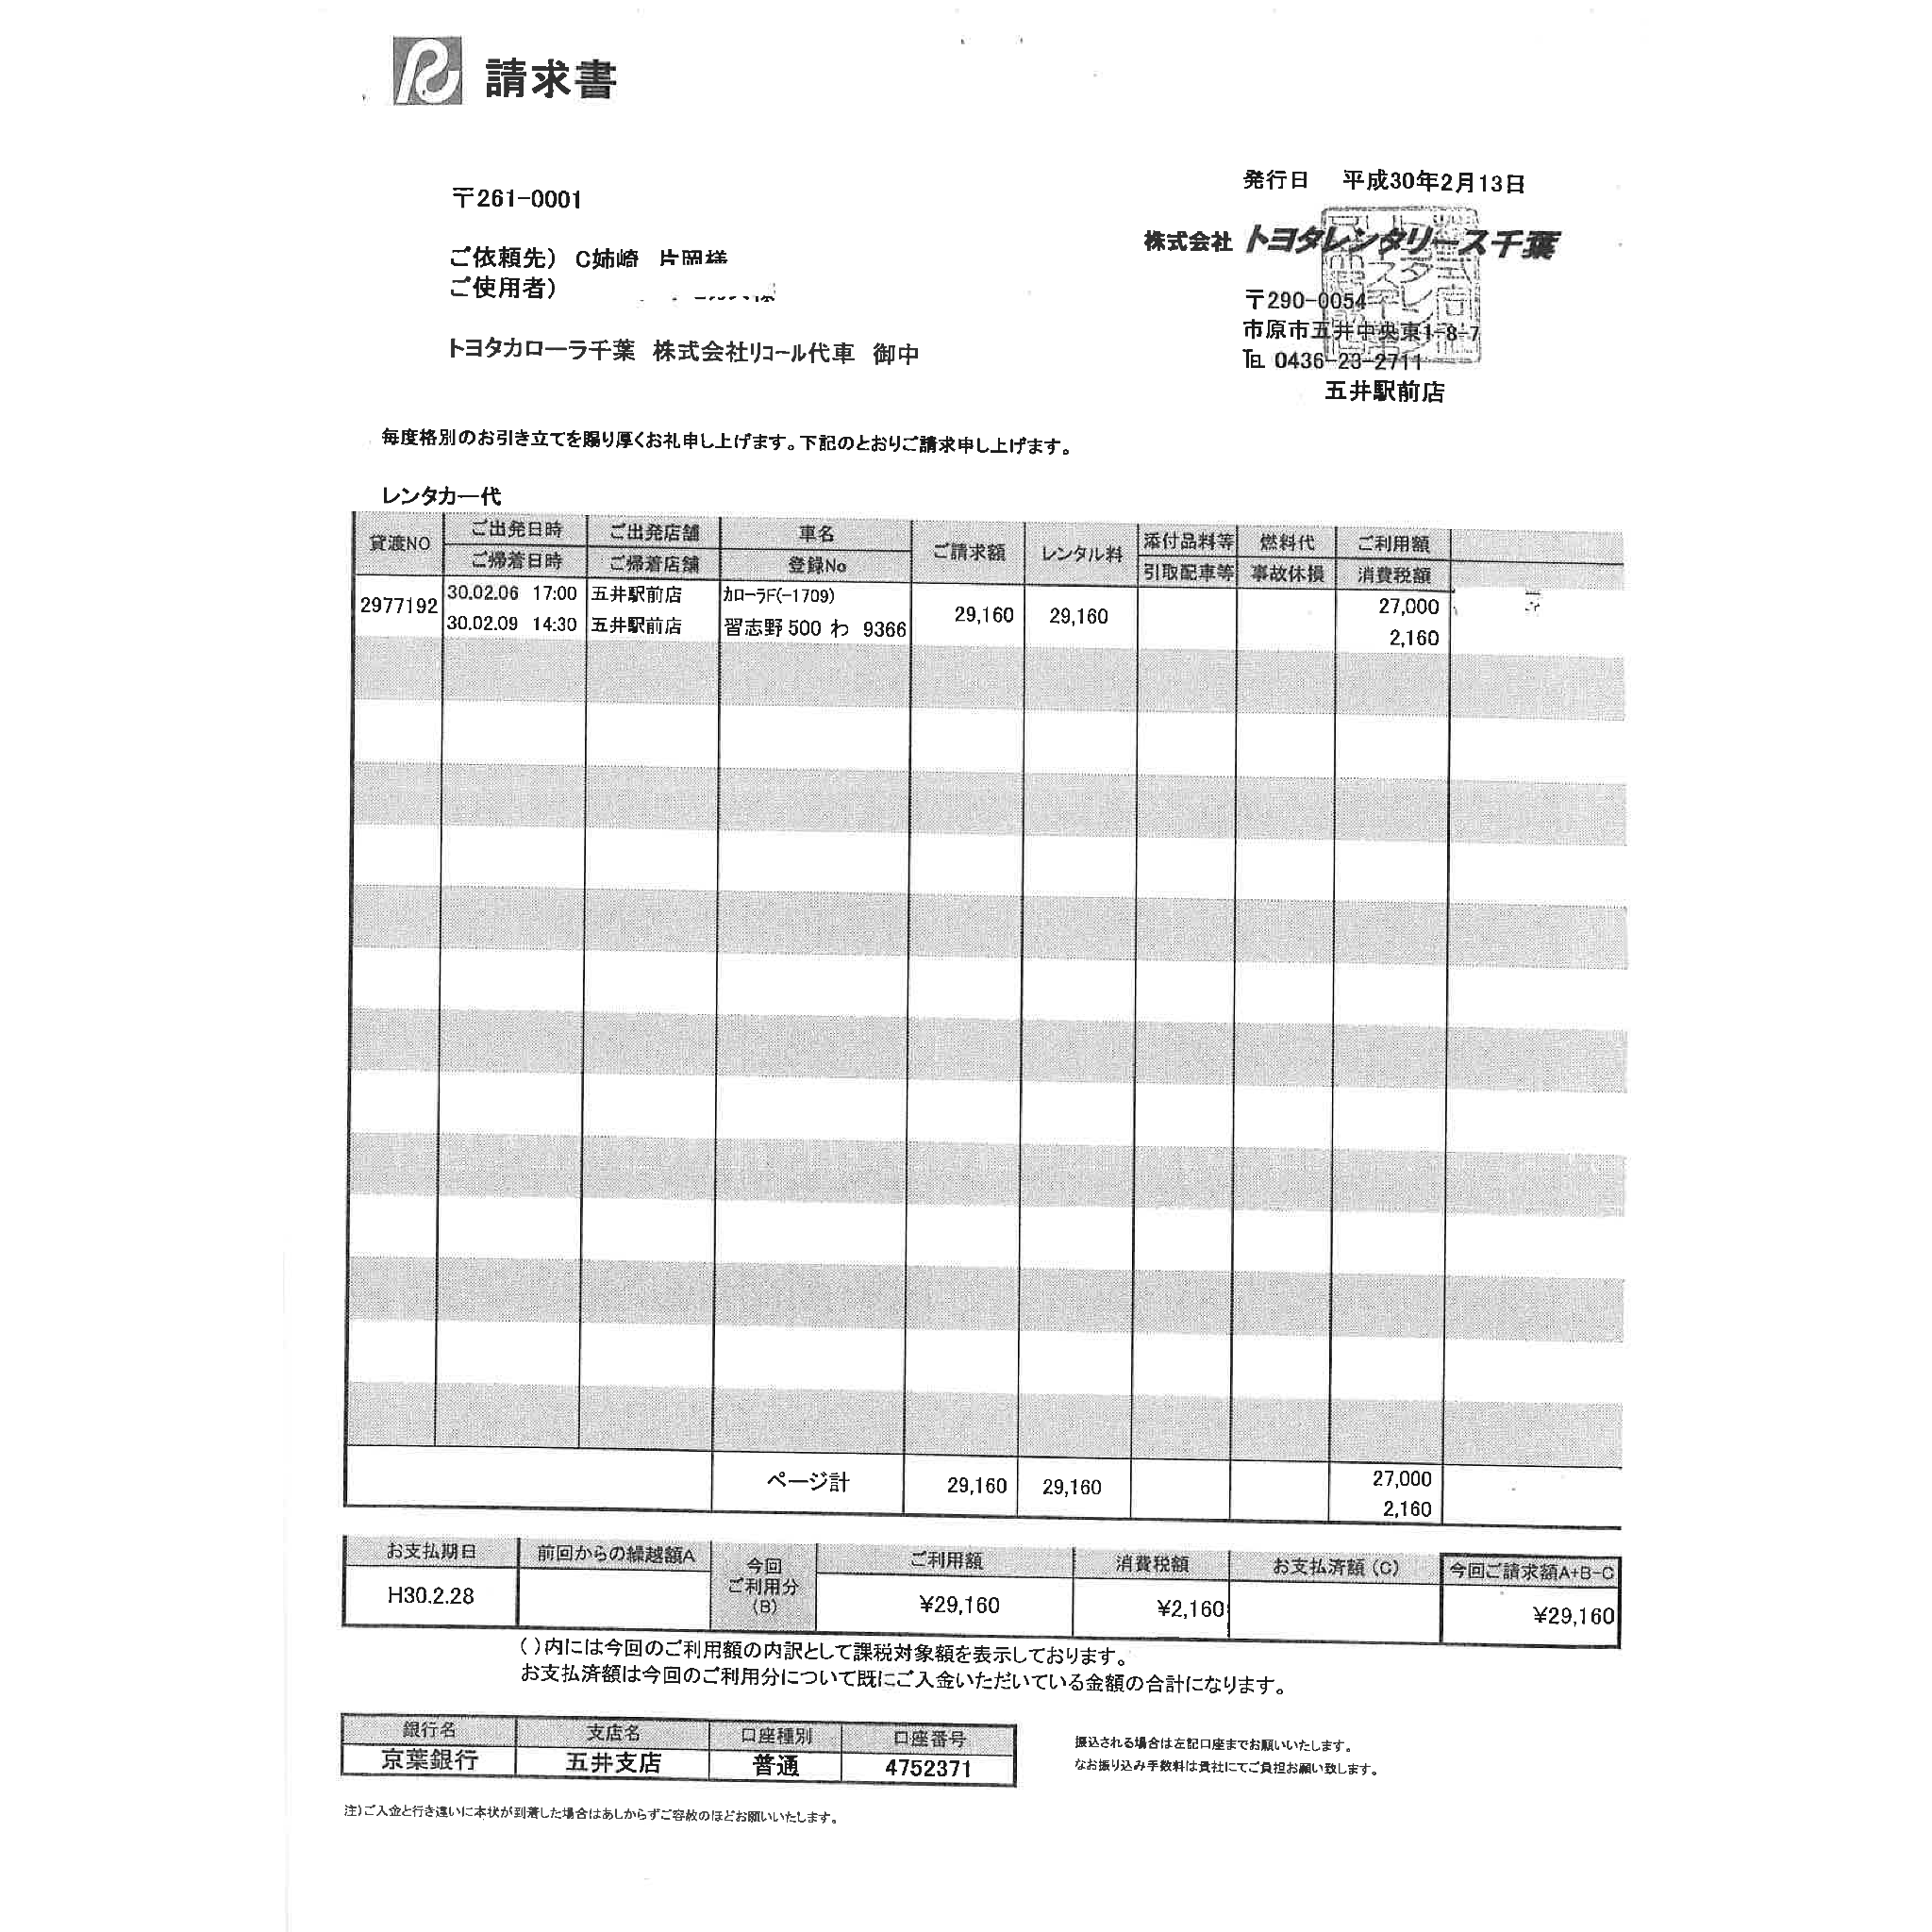 請求書
発行日 平成30年2月13日
〒261-0001
株式会社 トヨタレンタリース千葉
ご依頼先) C姉崎 片岡様
ご使用者) 様
〒290-0054
市原市五井中央東1-8-7
℡ 0436-23-2711
トヨタカローラ千葉 株式会社リコール代車 御中
五井駅前店
毎度格別のお引き立てを賜り厚くお礼申し上げます。下記のとおりご請求申し上げます。
レンタカー代
貸渡NO ご出発日時 ご出発店舗 車名 ご請求額 レンタル料 添付品料等 燃料代 ご利用額
ご帰着日時 ご帰着店舗 登録No 引取配車等 事故休損 消費税額
2977192 30.02.06 17:00 五井駅前店 カローラF(-1709) 29,160 29,160 27,000
30.02.09 14:30 五井駅前店 習志野 500 わ 9366 2,160
ページ計 29,160 29,160 27,000
2,160
お支払期日 前回からの繰越額A 今回ご利用分(B) ご利用額 消費税額 お支払済額(C) 今回ご請求額A+B-C
H30.2.28 ¥29,160 ¥2,160 ¥29,160
( )内には今回のご利用額の内訳として課税対象額を表示しております。
お支払済額は今回のご利用分について既にご入金いただいている金額の合計になります。
銀行名 支店名 口座種別 口座番号
京葉銀行 五井支店 普通 4752371
振込される場合は左記口座までお願いいたします。
なお振り込み手数料は貴社にてご負担お願い致します。
注)ご入金と行き違いに本状が到着した場合はあしからずご容赦のほどお願いいたします。